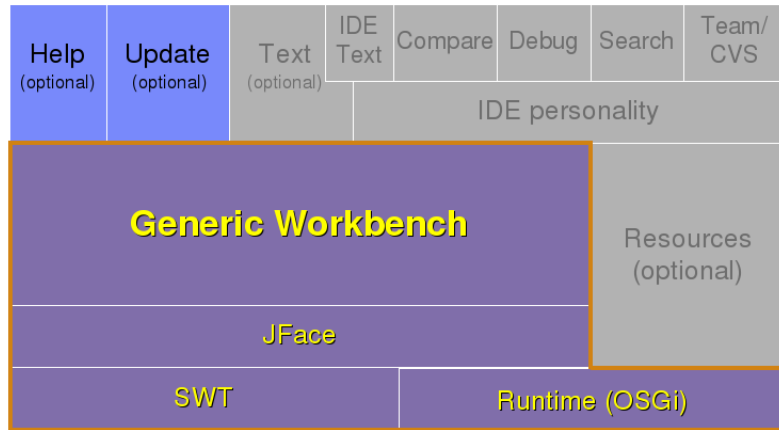 Help
(optional)
Update
(optional)
Text
(optional)
IDE
Text
Compare
Debug
Search
Team/
CVS
IDE personality
Generic Workbench
Resources
(optional)
JFace
SWT
Runtime (OSGi)